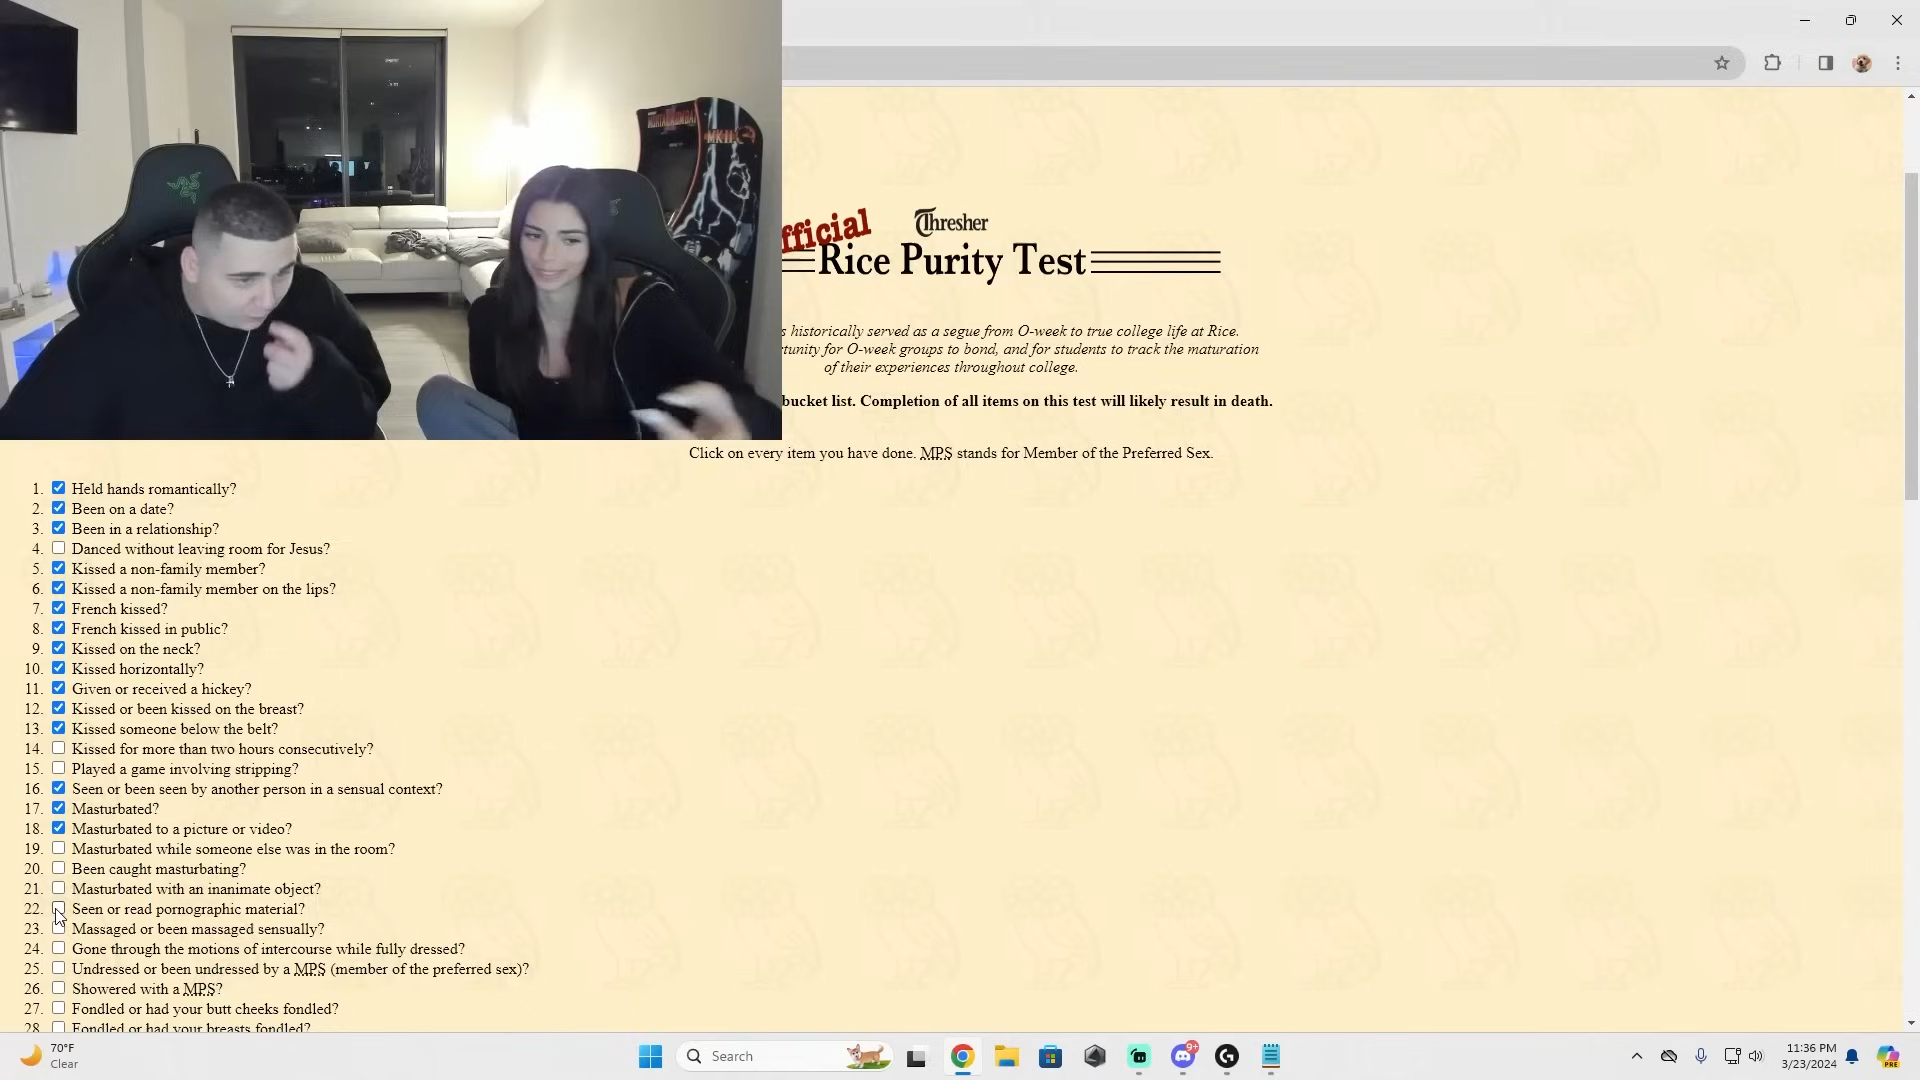 MORTAL KOMBAT
MKII
fficial
Thresher
Rice Purity Test
s historically served as a segue from O-week to true college life at Rice.
rtunity for O-week groups to bond, and for students to track the maturation
of their experiences throughout college.
bucket list. Completion of all items on this test will likely result in death.
Click on every item you have done. MPS stands for Member of the Preferred Sex.
1. Held hands romantically?
2. Been on a date?
3. Been in a relationship?
4. Danced without leaving room for Jesus?
5. Kissed a non-family member?
6. Kissed a non-family member on the lips?
7. French kissed?
8. French kissed in public?
9. Kissed on the neck?
10. Kissed horizontally?
11. Given or received a hickey?
12. Kissed or been kissed on the breast?
13. Kissed someone below the belt?
14. Kissed for more than two hours consecutively?
15. Played a game involving stripping?
16. Seen or been seen by another person in a sensual context?
17. Masturbated?
18. Masturbated to a picture or video?
19. Masturbated while someone else was in the room?
20. Been caught masturbating?
21. Masturbated with an inanimate object?
22. Seen or read pornographic material?
23. Massaged or been massaged sensually?
24. Gone through the motions of intercourse while fully dressed?
25. Undressed or been undressed by a MPS (member of the preferred sex)?
26. Showered with a MPS?
27. Fondled or had your butt cheeks fondled?
28. Fondled or had your breasts fondled?
70°F
Clear
Search
9+
11:36 PM
3/23/2024
PRE